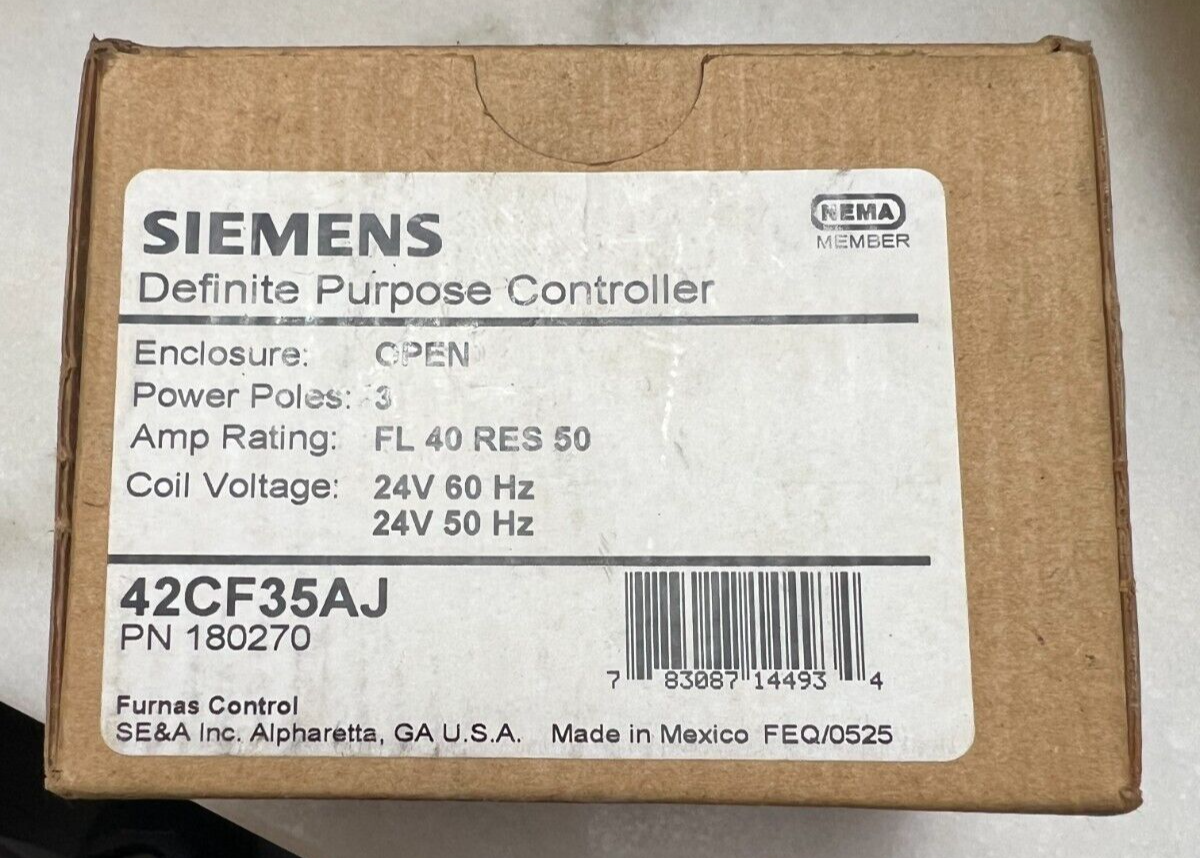 SIEMENS
NEMA
MEMBER
Definite Purpose Controller
Enclosure: OPEN
Power Poles: 3
Amp Rating: FL 40 RES 50
Coil Voltage: 24V 60 Hz
24V 50 Hz
42CF35AJ
PN 180270
7 83087 14493 4
Furnas Control
SE&A Inc. Alpharetta, GA U.S.A. Made in Mexico FEQ/0525